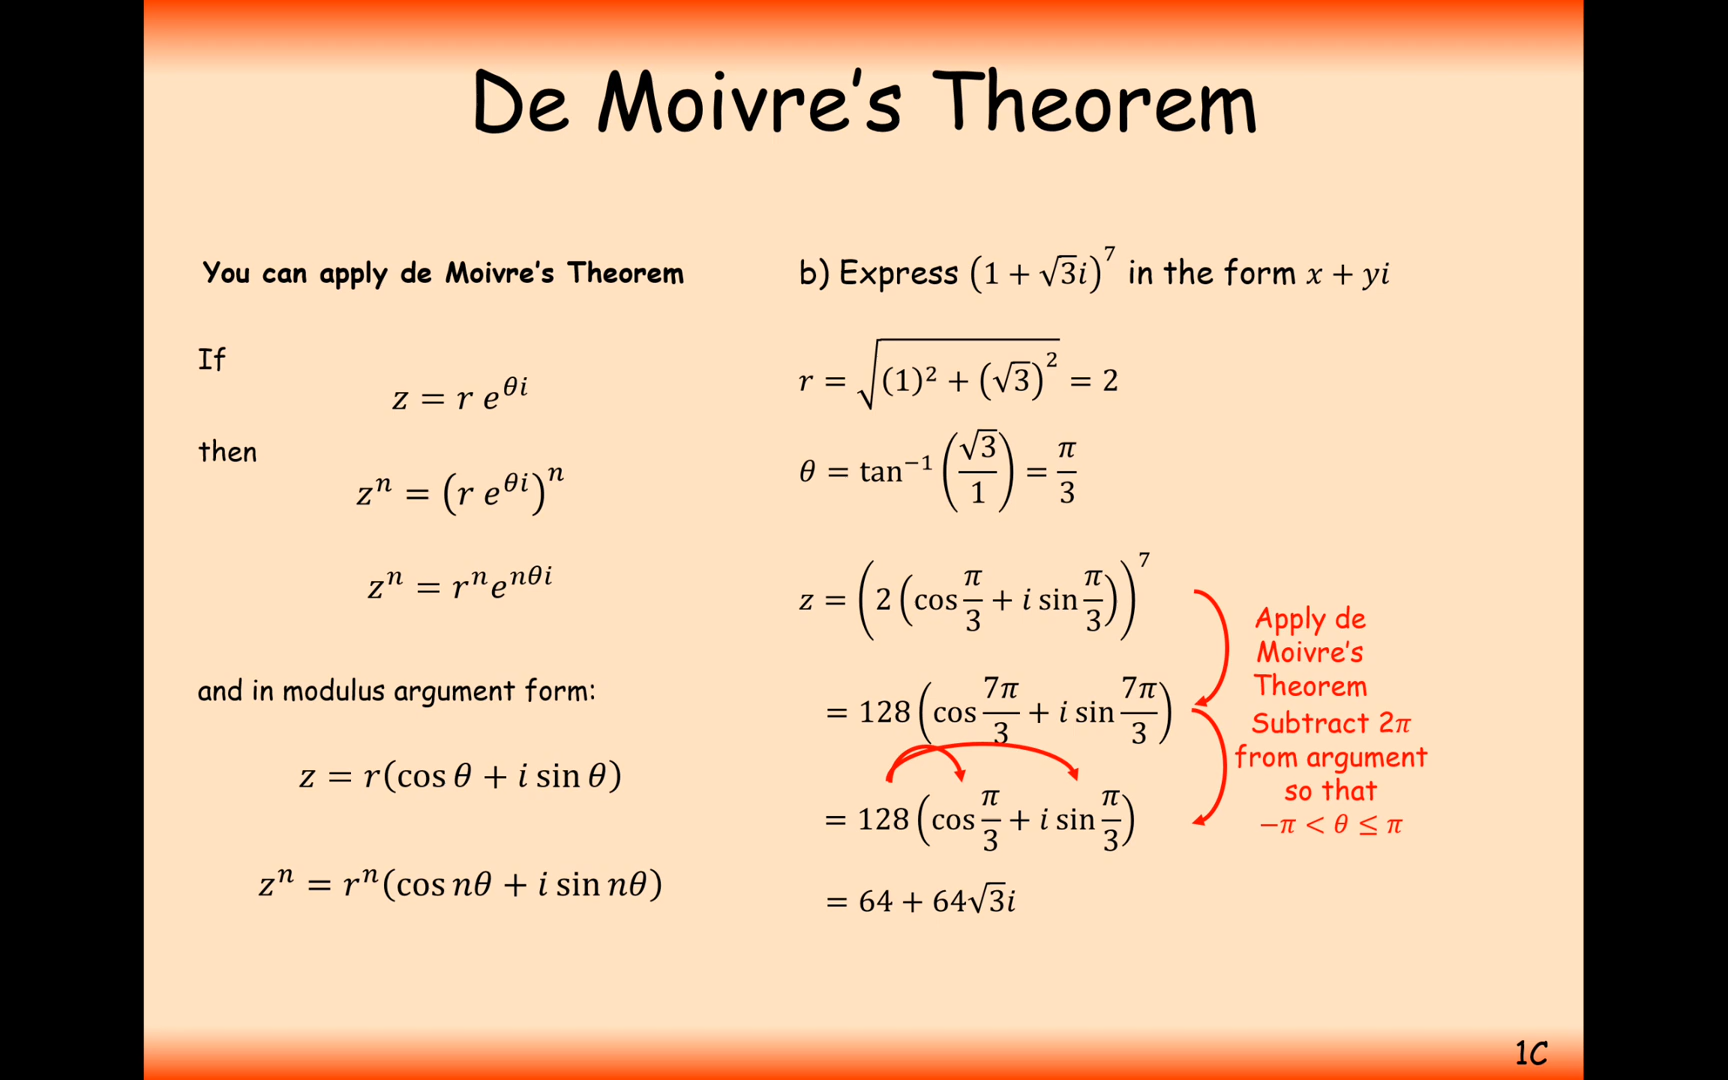 De Moivre’s Theorem
You can apply de Moivre’s Theorem
If
z = r e^{θi}
then
zⁿ = (r e^{θi})ⁿ
zⁿ = rⁿe^{nθi}
and in modulus argument form:
z = r(cos θ + i sin θ)
zⁿ = rⁿ(cos nθ + i sin nθ)
b) Express (1 + √3i)⁷ in the form x + yi
r = √((1)² + (√3)²) = 2
θ = tan⁻¹(√3/1) = π/3
z = (2(cos π/3 + i sin π/3))⁷
= 128(cos 7π/3 + i sin 7π/3)
= 128(cos π/3 + i sin π/3)
= 64 + 64√3i
Apply de
Moivre’s
Theorem
Subtract 2π
from argument
so that
−π < θ ≤ π
1C